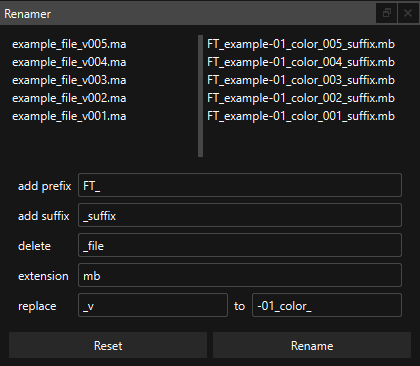 Renamer
example_file_v005.ma FT_example-01_color_005_suffix.mb
example_file_v004.ma FT_example-01_color_004_suffix.mb
example_file_v003.ma FT_example-01_color_003_suffix.mb
example_file_v002.ma FT_example-01_color_002_suffix.mb
example_file_v001.ma FT_example-01_color_001_suffix.mb
add prefix FT_
add suffix _suffix
delete _file
extension mb
replace _v to -01_color_
Reset Rename